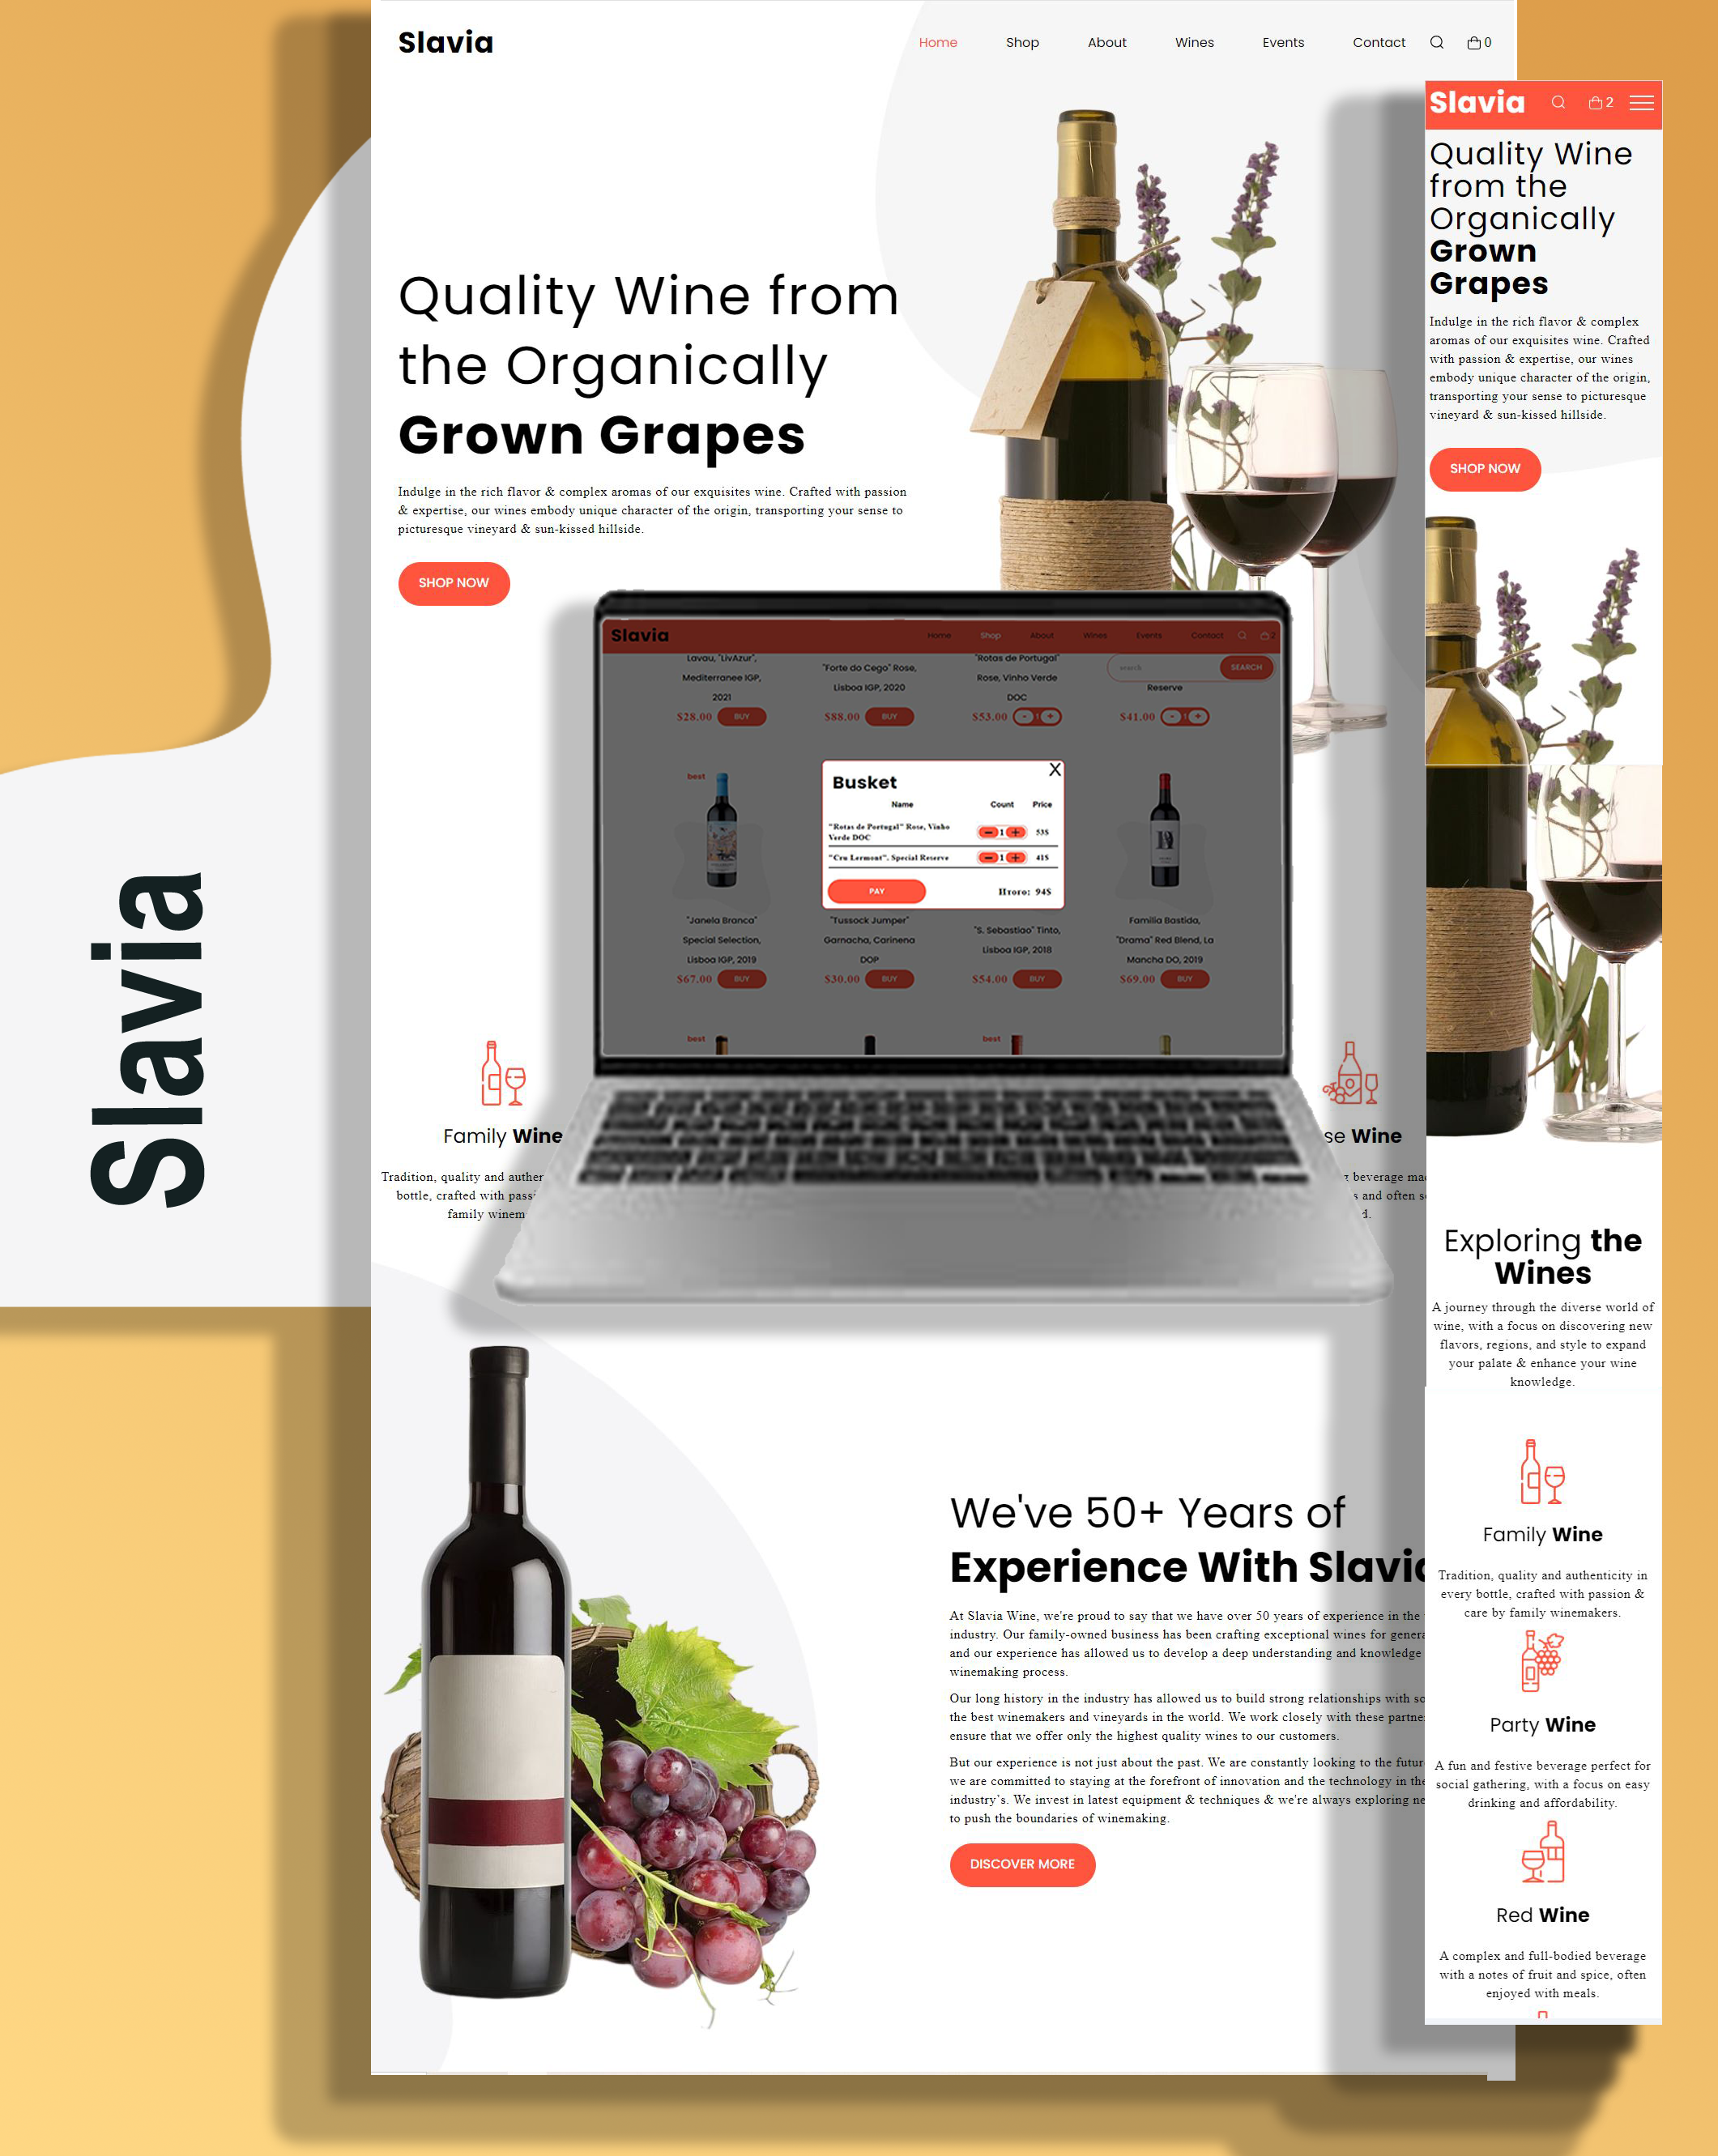 Slavia
Slavia
Home Shop About Wines Events Contact 0
Quality Wine from
the Organically
Grown Grapes
Indulge in the rich flavor & complex aromas of our exquisites wine. Crafted with passion
& expertise, our wines embody unique character of the origin, transporting your sense to
picturesque vineyard & sun-kissed hillside.
SHOP NOW
Slavia
Home Shop About Wines Events Contact 2
Lavau, "LivAzur",
Mediterranee IGP,
2021
$28.00 BUY
"Forte do Cego" Rose,
Lisboa IGP, 2020
$88.00 BUY
"Rotas de Portugal"
Rose, Vinho Verde
DOC
$53.00 - 1 +
search SEARCH
Reserve
$41.00 - 1 +
best
Busket
X
Name Count Price
"Rotas de Portugal" Rose, Vinho
Verde DOC
– 1 + 53$
"Cru Lermont". Special Reserve – 1 + 41$
PAY Итого: 94$
"Janela Branca"
Special Selection,
Lisboa IGP, 2019
$67.00 BUY
"Tussock Jumper"
Garnacha, Carinena
DOP
$30.00 BUY
"S. Sebastiao" Tinto,
Lisboa IGP, 2018
$54.00 BUY
Familia Bastida,
"Drama" Red Blend, La
Mancha DO, 2019
$69.00 BUY
best
best
Family Wine
Tradition, quality and auther
bottle, crafted with passi
family winem
se Wine
g beverage mad
s and often se
d.
We've 50+ Years of
Experience With Slavia
At Slavia Wine, we're proud to say that we have over 50 years of experience in the
industry. Our family-owned business has been crafting exceptional wines for genera
and our experience has allowed us to develop a deep understanding and knowledge
winemaking process.
Our long history in the industry has allowed us to build strong relationships with so
the best winemakers and vineyards in the world. We work closely with these partne
ensure that we offer only the highest quality wines to our customers.
But our experience is not just about the past. We are constantly looking to the futur
we are committed to staying at the forefront of innovation and the technology in the
industry's. We invest in latest equipment & techniques & we're always exploring ne
to push the boundaries of winemaking.
DISCOVER MORE
Slavia 2
Quality Wine
from the
Organically
Grown
Grapes
Indulge in the rich flavor & complex
aromas of our exquisites wine. Crafted
with passion & expertise, our wines
embody unique character of the origin,
transporting your sense to picturesque
vineyard & sun-kissed hillside.
SHOP NOW
Exploring the
Wines
A journey through the diverse world of
wine, with a focus on discovering new
flavors, regions, and style to expand
your palate & enhance your wine
knowledge.
Family Wine
Tradition, quality and authenticity in
every bottle, crafted with passion &
care by family winemakers.
Party Wine
A fun and festive beverage perfect for
social gathering, with a focus on easy
drinking and affordability.
Red Wine
A complex and full-bodied beverage
with a notes of fruit and spice, often
enjoyed with meals.